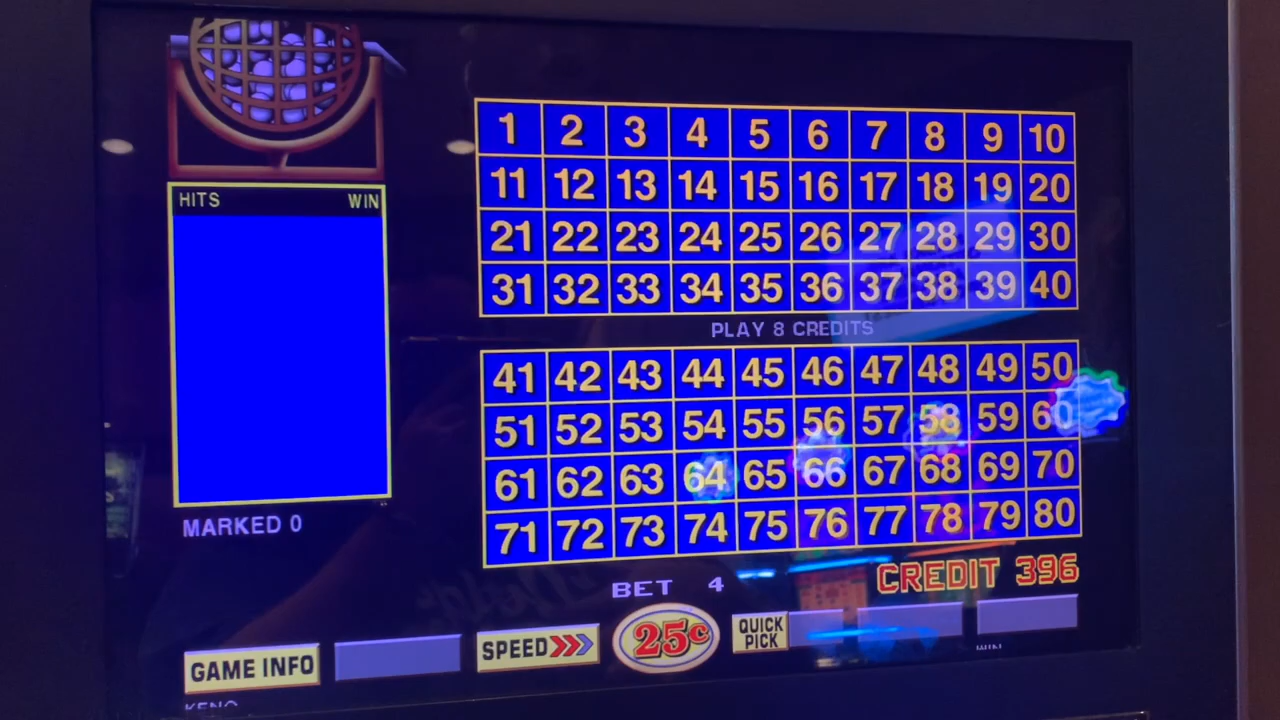 HITS WIN
1 2 3 4 5 6 7 8 9 10
11 12 13 14 15 16 17 18 19 20
21 22 23 24 25 26 27 28 29 30
31 32 33 34 35 36 37 38 39 40
PLAY 8 CREDITS
41 42 43 44 45 46 47 48 49 50
51 52 53 54 55 56 57 58 59 60
61 62 63 64 65 66 67 68 69 70
71 72 73 74 75 76 77 78 79 80
MARKED 0
BET 4
CREDIT 396
GAME INFO
SPEED
25¢
QUICK PICK
KENO